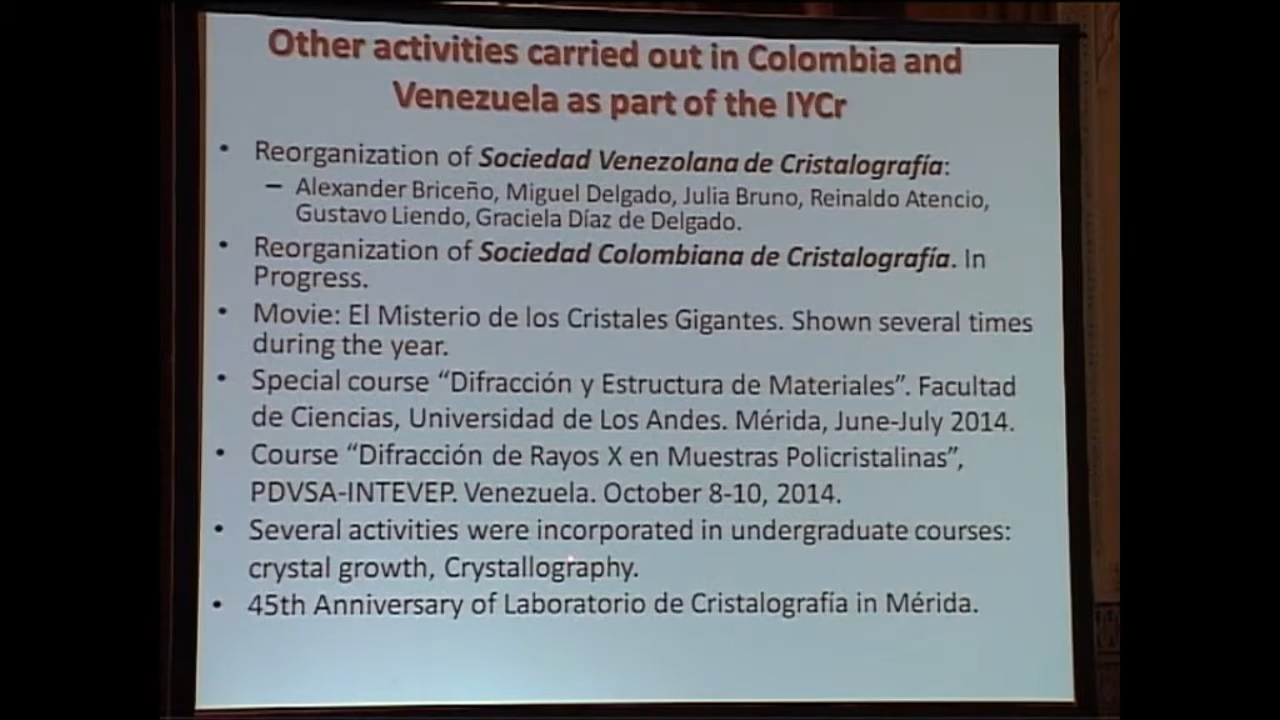 Other activities carried out in Colombia and
Venezuela as part of the IYCr
• Reorganization of Sociedad Venezolana de Cristalografía:
– Alexander Briceño, Miguel Delgado, Julia Bruno, Reinaldo Atencio,
Gustavo Liendo, Graciela Díaz de Delgado.
• Reorganization of Sociedad Colombiana de Cristalografía. In
Progress.
• Movie: El Misterio de los Cristales Gigantes. Shown several times
during the year.
• Special course “Difracción y Estructura de Materiales”. Facultad
de Ciencias, Universidad de Los Andes. Mérida, June-July 2014.
• Course “Difracción de Rayos X en Muestras Policristalinas”,
PDVSA-INTEVEP. Venezuela. October 8-10, 2014.
• Several activities were incorporated in undergraduate courses:
crystal growth, Crystallography.
• 45th Anniversary of Laboratorio de Cristalografía in Mérida.